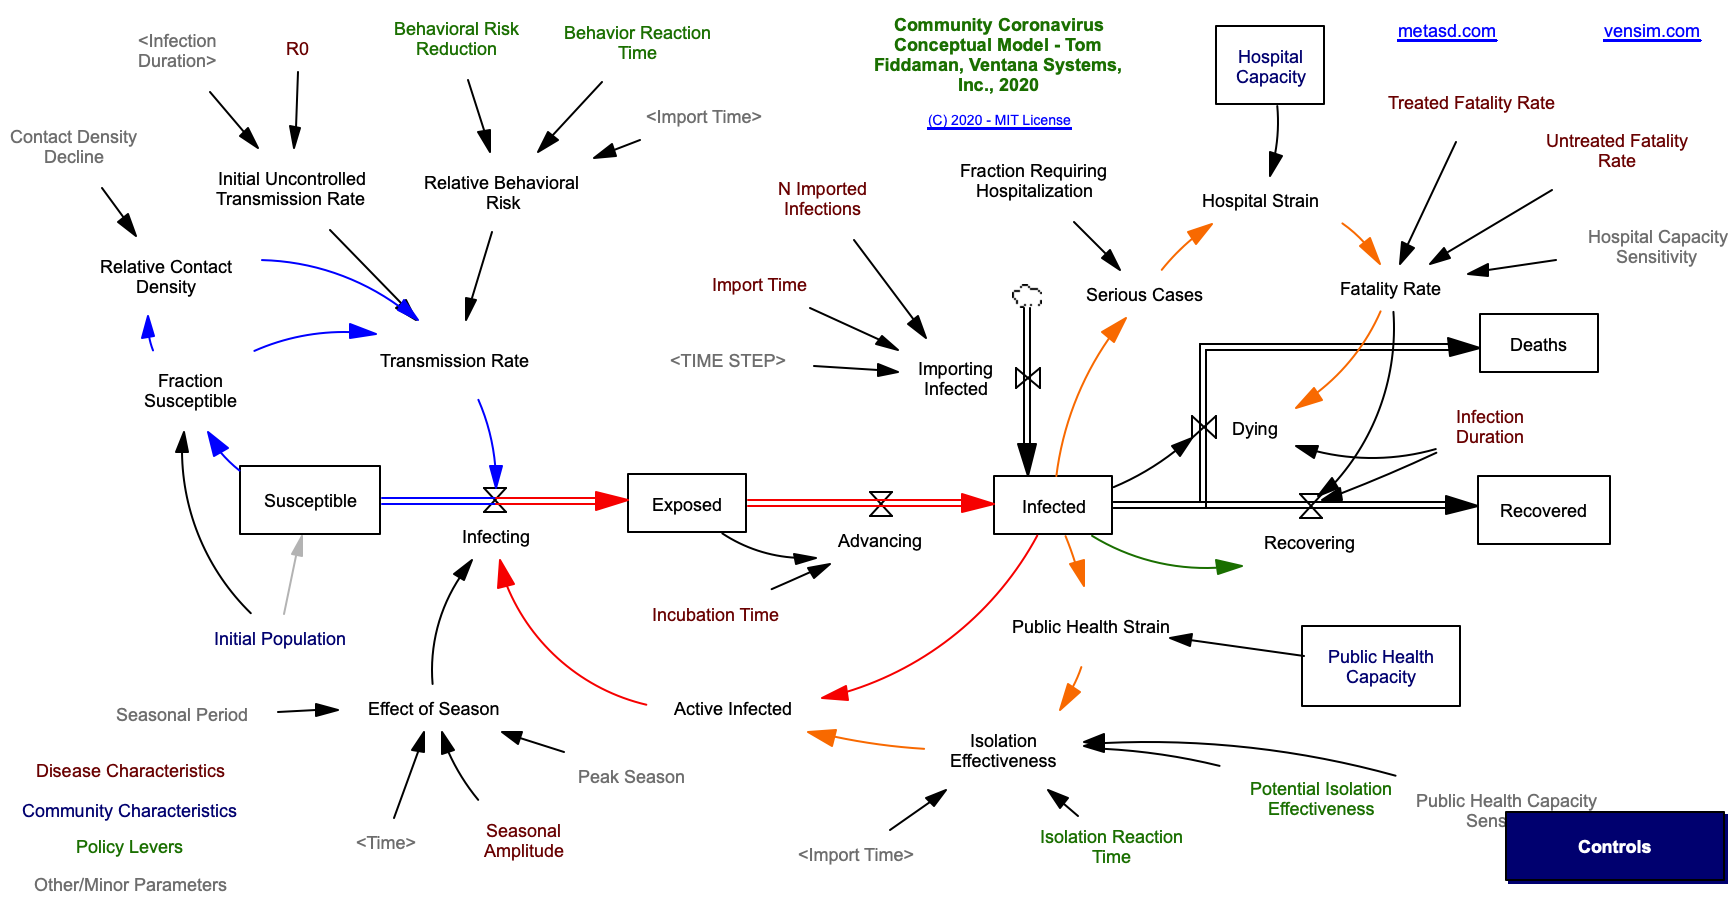 <Infection
Duration>
R0
Behavioral Risk
Reduction
Behavior Reaction
Time
Community Coronavirus
Conceptual Model - Tom
Fiddaman, Ventana Systems,
Inc., 2020
(C) 2020 - MIT License
Hospital
Capacity
metasd.com
vensim.com
Contact Density
Decline
<Import Time>
Treated Fatality Rate
Untreated Fatality
Rate
Initial Uncontrolled
Transmission Rate
Relative Behavioral
Risk
N Imported
Infections
Fraction Requiring
Hospitalization
Hospital Strain
Hospital Capacity
Sensitivity
Relative Contact
Density
Import Time
Serious Cases
Fatality Rate
Transmission Rate
<TIME STEP>
Importing
Infected
Deaths
Fraction
Susceptible
Dying
Infection
Duration
Susceptible
Exposed
Infected
Recovered
Infecting
Advancing
Recovering
Incubation Time
Initial Population
Public Health Strain
Public Health
Capacity
Seasonal Period
Effect of Season
Active Infected
Isolation
Effectiveness
Peak Season
Disease Characteristics
Community Characteristics
Policy Levers
Other/Minor Parameters
<Time>
Seasonal
Amplitude
<Import Time>
Isolation Reaction
Time
Potential Isolation
Effectiveness
Public Health Capacity
Sens
Controls